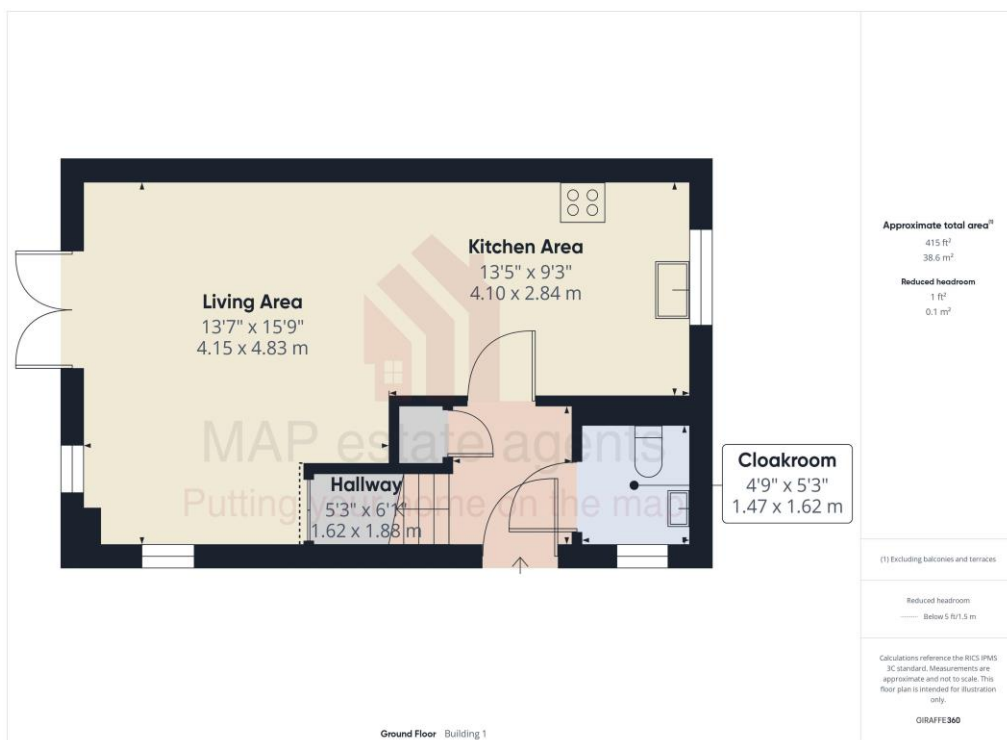 Living Area
13'7" x 15'9"
4.15 x 4.83 m
Kitchen Area
13'5" x 9'3"
4.10 x 2.84 m
MAP estate agents
Putting your home on the map
Hallway
5'3" x 6'1"
1.62 x 1.88 m
Cloakroom
4'9" x 5'3"
1.47 x 1.62 m
Approximate total area(1)
415 ft²
38.6 m²
Reduced headroom
1 ft²
0.1 m²
(1) Excluding balconies and terraces
Reduced headroom
Below 5 ft/1.5 m
Calculations reference the RICS IPMS
3C standard. Measurements are
approximate and not to scale. This
floor plan is intended for illustration
only.
GIRAFFE360
Ground Floor Building 1